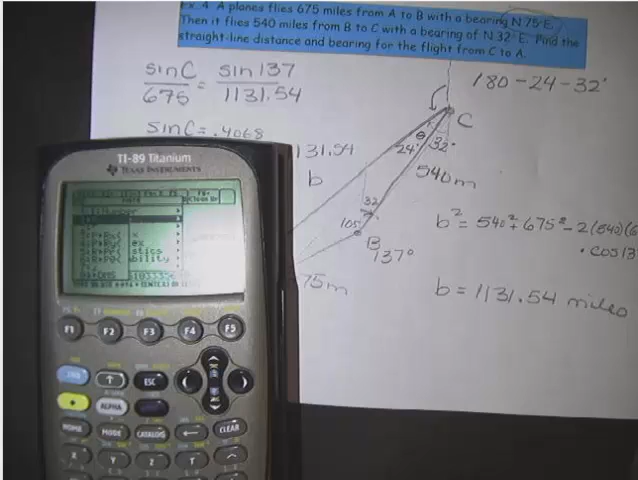 Ex. 4 A planes flies 675 miles from A to B with a bearing N 75° E.
Then it flies 540 miles from B to C with a bearing of N 32° E. Find the
straight-line distance and bearing for the flight from C to A.
sin C / 675 = sin 137 / 1131.54
sin C = .4068
180-24-32°
C
θ
24°
32°
131.54
b
540m
32
105°
B
137°
75m
b² = 540² + 675² - 2(540)(6
· cos 13
b = 1131.54 miles
TI-89 Titanium
TEXAS INSTRUMENTS
F1
F2
F3
F4
F5
2nd
ESC
ALPHA
HOME
MODE
CATALOG
CLEAR
X
Y
Z
T